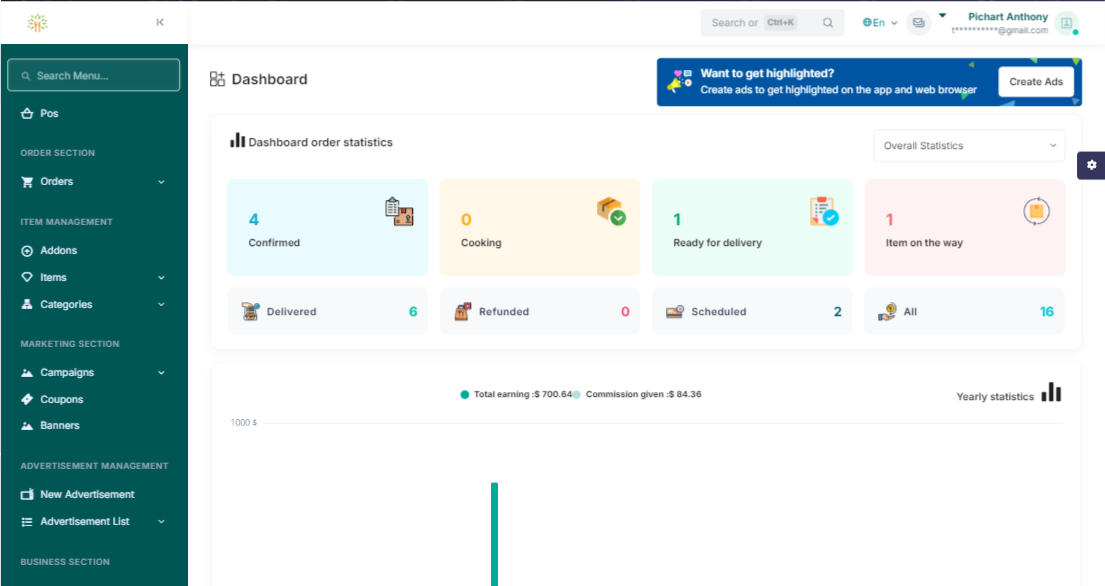 Search or Ctrl+K
En
Pichart Anthony
t**********@gmail.com
Search Menu...
Pos
ORDER SECTION
Orders
ITEM MANAGEMENT
Addons
Items
Categories
MARKETING SECTION
Campaigns
Coupons
Banners
ADVERTISEMENT MANAGEMENT
New Advertisement
Advertisement List
BUSINESS SECTION
Dashboard
Want to get highlighted?
Create ads to get highlighted on the app and web browser
Create Ads
Dashboard order statistics
Overall Statistics
4
Confirmed
0
Cooking
1
Ready for delivery
1
Item on the way
Delivered 6
Refunded 0
Scheduled 2
All 16
Total earning :$ 700.64
Commission given :$ 84.36
Yearly statistics
1000 $